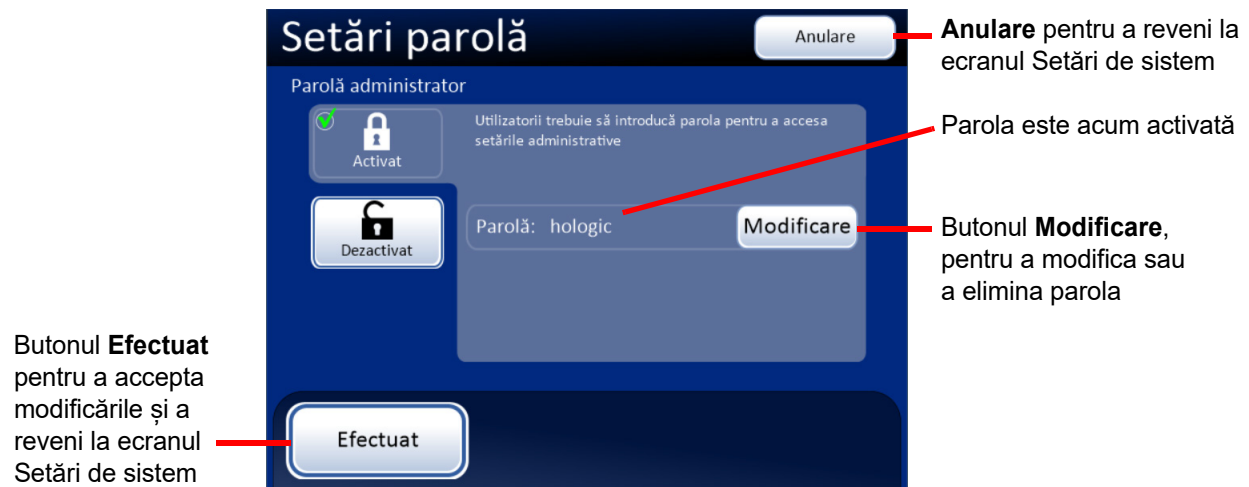 Setări parolă
Anulare
Parolă administrator
Activat
Utilizatorii trebuie să introducă parola pentru a accesa
setările administrative
Dezactivat
Parolă: hologic
Modificare
Efectuat
Anulare pentru a reveni la
ecranul Setări de sistem
Parola este acum activată
Butonul Modificare,
pentru a modifica sau
a elimina parola
Butonul Efectuat
pentru a accepta
modificările și a
reveni la ecranul
Setări de sistem